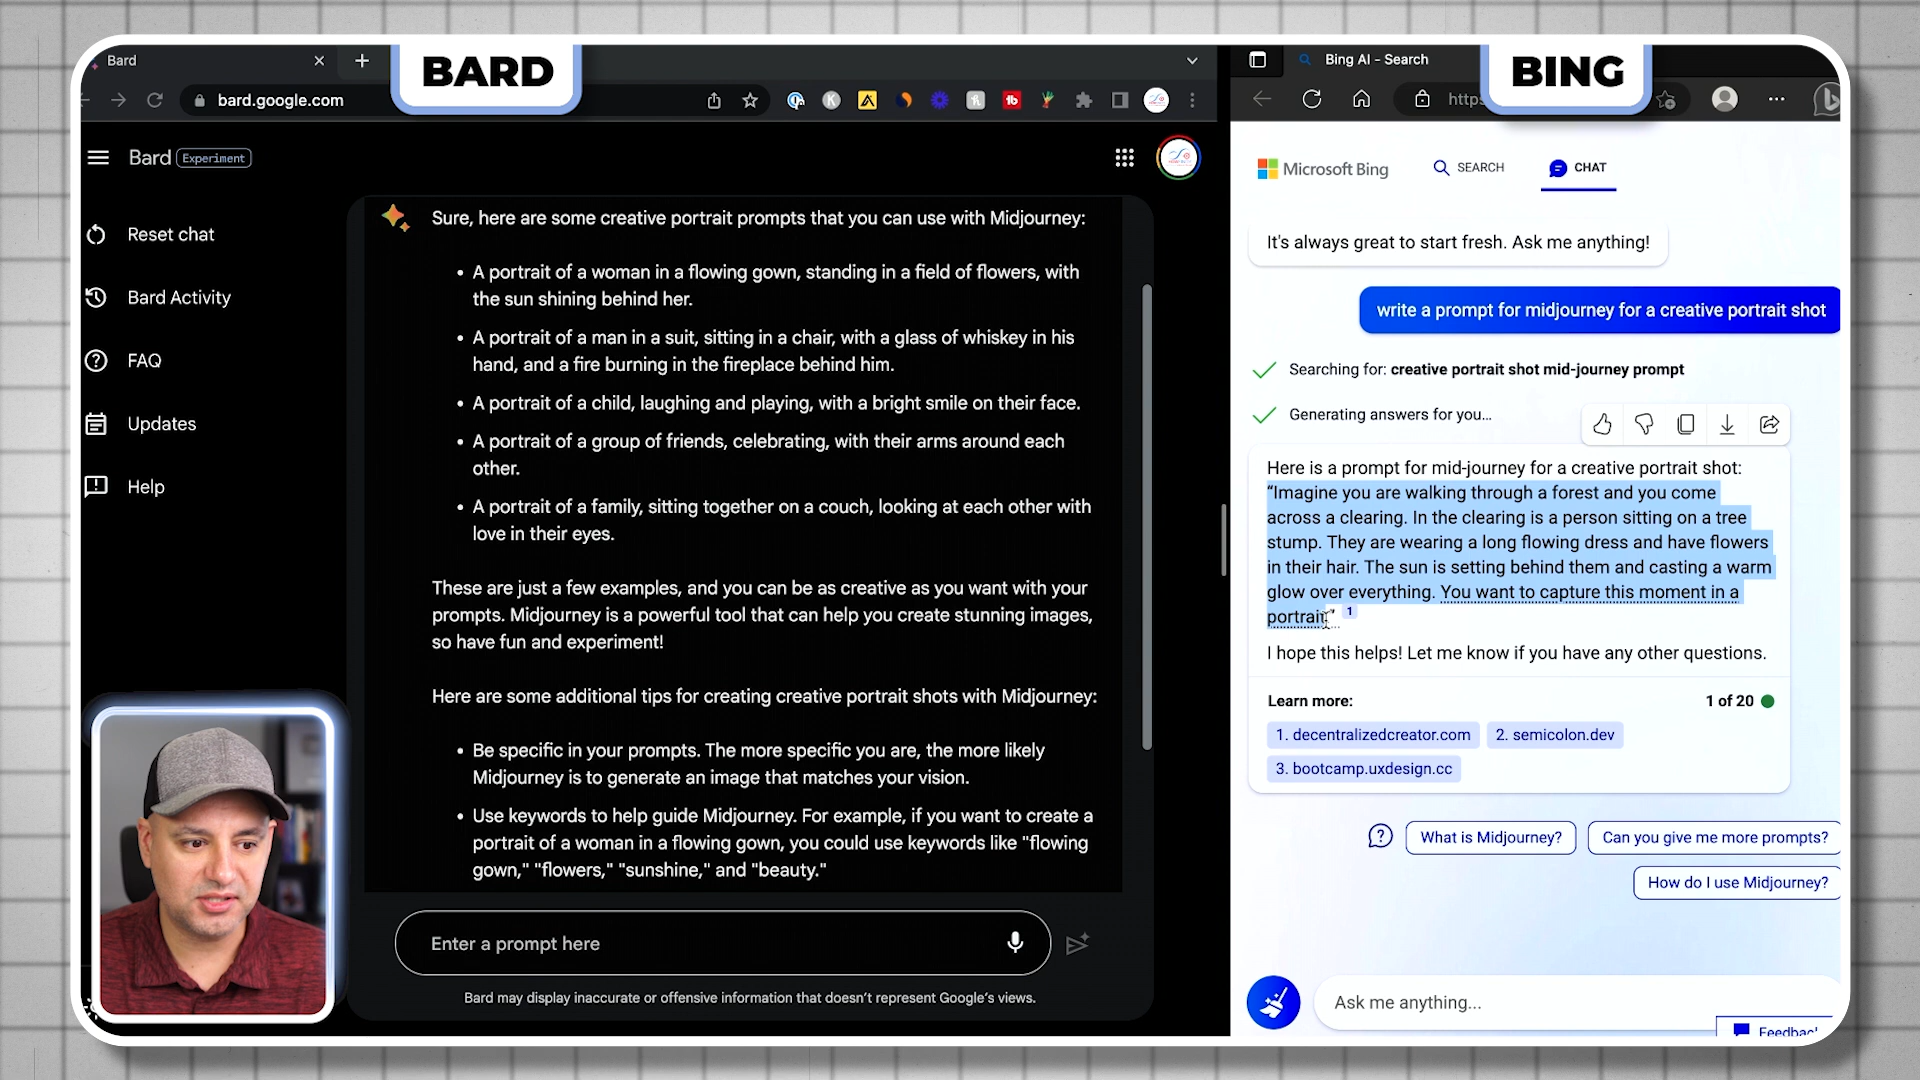 Bard
BARD
bard.google.com
Bard Experiment
Reset chat
Bard Activity
FAQ
Updates
Help
Sure, here are some creative portrait prompts that you can use with Midjourney:
• A portrait of a woman in a flowing gown, standing in a field of flowers, with
the sun shining behind her.
• A portrait of a man in a suit, sitting in a chair, with a glass of whiskey in his
hand, and a fire burning in the fireplace behind him.
• A portrait of a child, laughing and playing, with a bright smile on their face.
• A portrait of a group of friends, celebrating, with their arms around each
other.
• A portrait of a family, sitting together on a couch, looking at each other with
love in their eyes.
These are just a few examples, and you can be as creative as you want with your
prompts. Midjourney is a powerful tool that can help you create stunning images,
so have fun and experiment!
Here are some additional tips for creating creative portrait shots with Midjourney:
• Be specific in your prompts. The more specific you are, the more likely
Midjourney is to generate an image that matches your vision.
• Use keywords to help guide Midjourney. For example, if you want to create a
portrait of a woman in a flowing gown, you could use keywords like "flowing
gown," "flowers," "sunshine," and "beauty."
Enter a prompt here
Bard may display inaccurate or offensive information that doesn't represent Google's views.
Bing AI - Search
BING
https
Microsoft Bing
SEARCH
CHAT
It's always great to start fresh. Ask me anything!
write a prompt for midjourney for a creative portrait shot
Searching for: creative portrait shot mid-journey prompt
Generating answers for you...
Here is a prompt for mid-journey for a creative portrait shot:
“Imagine you are walking through a forest and you come
across a clearing. In the clearing is a person sitting on a tree
stump. They are wearing a long flowing dress and have flowers
in their hair. The sun is setting behind them and casting a warm
glow over everything. You want to capture this moment in a
portrait” 1
I hope this helps! Let me know if you have any other questions.
Learn more:
1 of 20
1. decentralizedcreator.com
2. semicolon.dev
3. bootcamp.uxdesign.cc
What is Midjourney?
Can you give me more prompts?
How do I use Midjourney?
Ask me anything...
Feedback